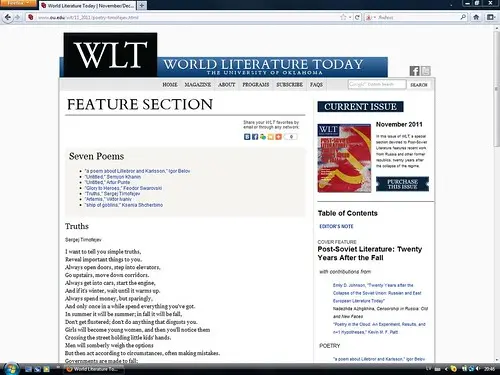 World Literature Today | November/Dec...
www.ou.edu/wlt/11_2011/poetry-timofejev.html
WLT
WORLD LITERATURE TODAY
THE UNIVERSITY OF OKLAHOMA
HOME MAGAZINE ABOUT PROGRAMS SUBSCRIBE FAQS
SEARCH
FEATURE SECTION
Share your WLT favorites by
email or through any network:
0
Seven Poems
"a poem about Lillebror and Karlsson," Igor Belov
"Untitled," Semyon Khanin
"Untitled," Artur Punte
"Glory to Heroes," Feodor Swarovski
"Truths," Sergej Timofejev
"Artemis," Viktor Ivaniv
"ship of goblins," Ksenia Shcherbino
Truths
Sergej Timofejev
I want to tell you simple truths,
Reveal important things to you.
Always open doors, step into elevators,
Go upstairs, move down corridors.
Always get into cars, start the engine,
And if it's winter, wait until it warms up.
Always spend money, but sparingly,
And only once in a while spend everything you've got.
In summer it will be summer; in fall it will be fall,
Don't get flustered; don't do anything that disgusts you.
Girls will become young women, and then you'll notice them
Crossing the street holding little kids' hands.
Men will somberly weigh the options
But then act according to circumstances, often making mistakes.
Governments are made to fall;
CURRENT ISSUE
WLT
November 2011
In this issue of WLT, a special
section devoted to Post-Soviet
Literature features recent work
from Russia and other former
republics, twenty years after
the collapse of the regime.
PURCHASE
THIS ISSUE
Table of Contents
EDITOR'S NOTE
COVER FEATURE
Post-Soviet Literature: Twenty
Years After the Fall
with contributions from
Emily D. Johnson, "Twenty Years after the
Collapse of the Soviet Union: Russian and East
European Literature Today"
Nadezhda Azhgikhina, Censorship in Russia: Old
and New Faces
"Poetry in the Cloud: An Experiment, Results, and
n+1 Hypotheses," Kevin M. F. Platt
POETRY
"a poem about Lillebror and Karlsson," Igor
World Literature To...
LV
20:46